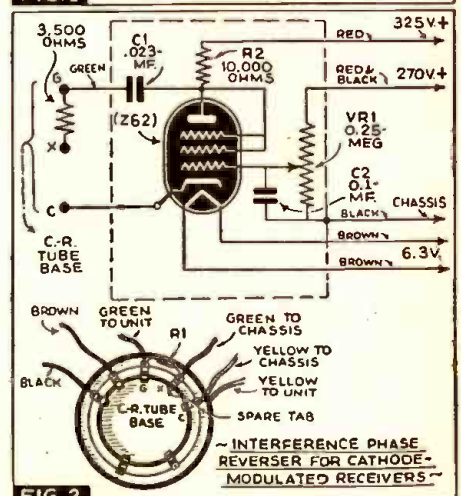 3,500
OHMS
G
GREEN
X
C
C.-R.
TUBE
BASE
C1
.023-
MF.
(Z62)
R2
10,000
OHMS
RED
325V.+
RED &
BLACK
270V.+
VR1
0.25-
MEG
C2
0.1-
MF.
BLACK
CHASSIS
BROWN
6.3V.
BROWN
BROWN
GREEN
TO UNIT
R1
GREEN TO
CHASSIS
YELLOW TO
CHASSIS
YELLOW
TO UNIT
BLACK
G
X
C
C-R. TUBE
BASE
SPARE TAB
~INTERFERENCE PHASE
REVERSER FOR CATHODE-
MODULATED RECEIVERS~
FIG. 2